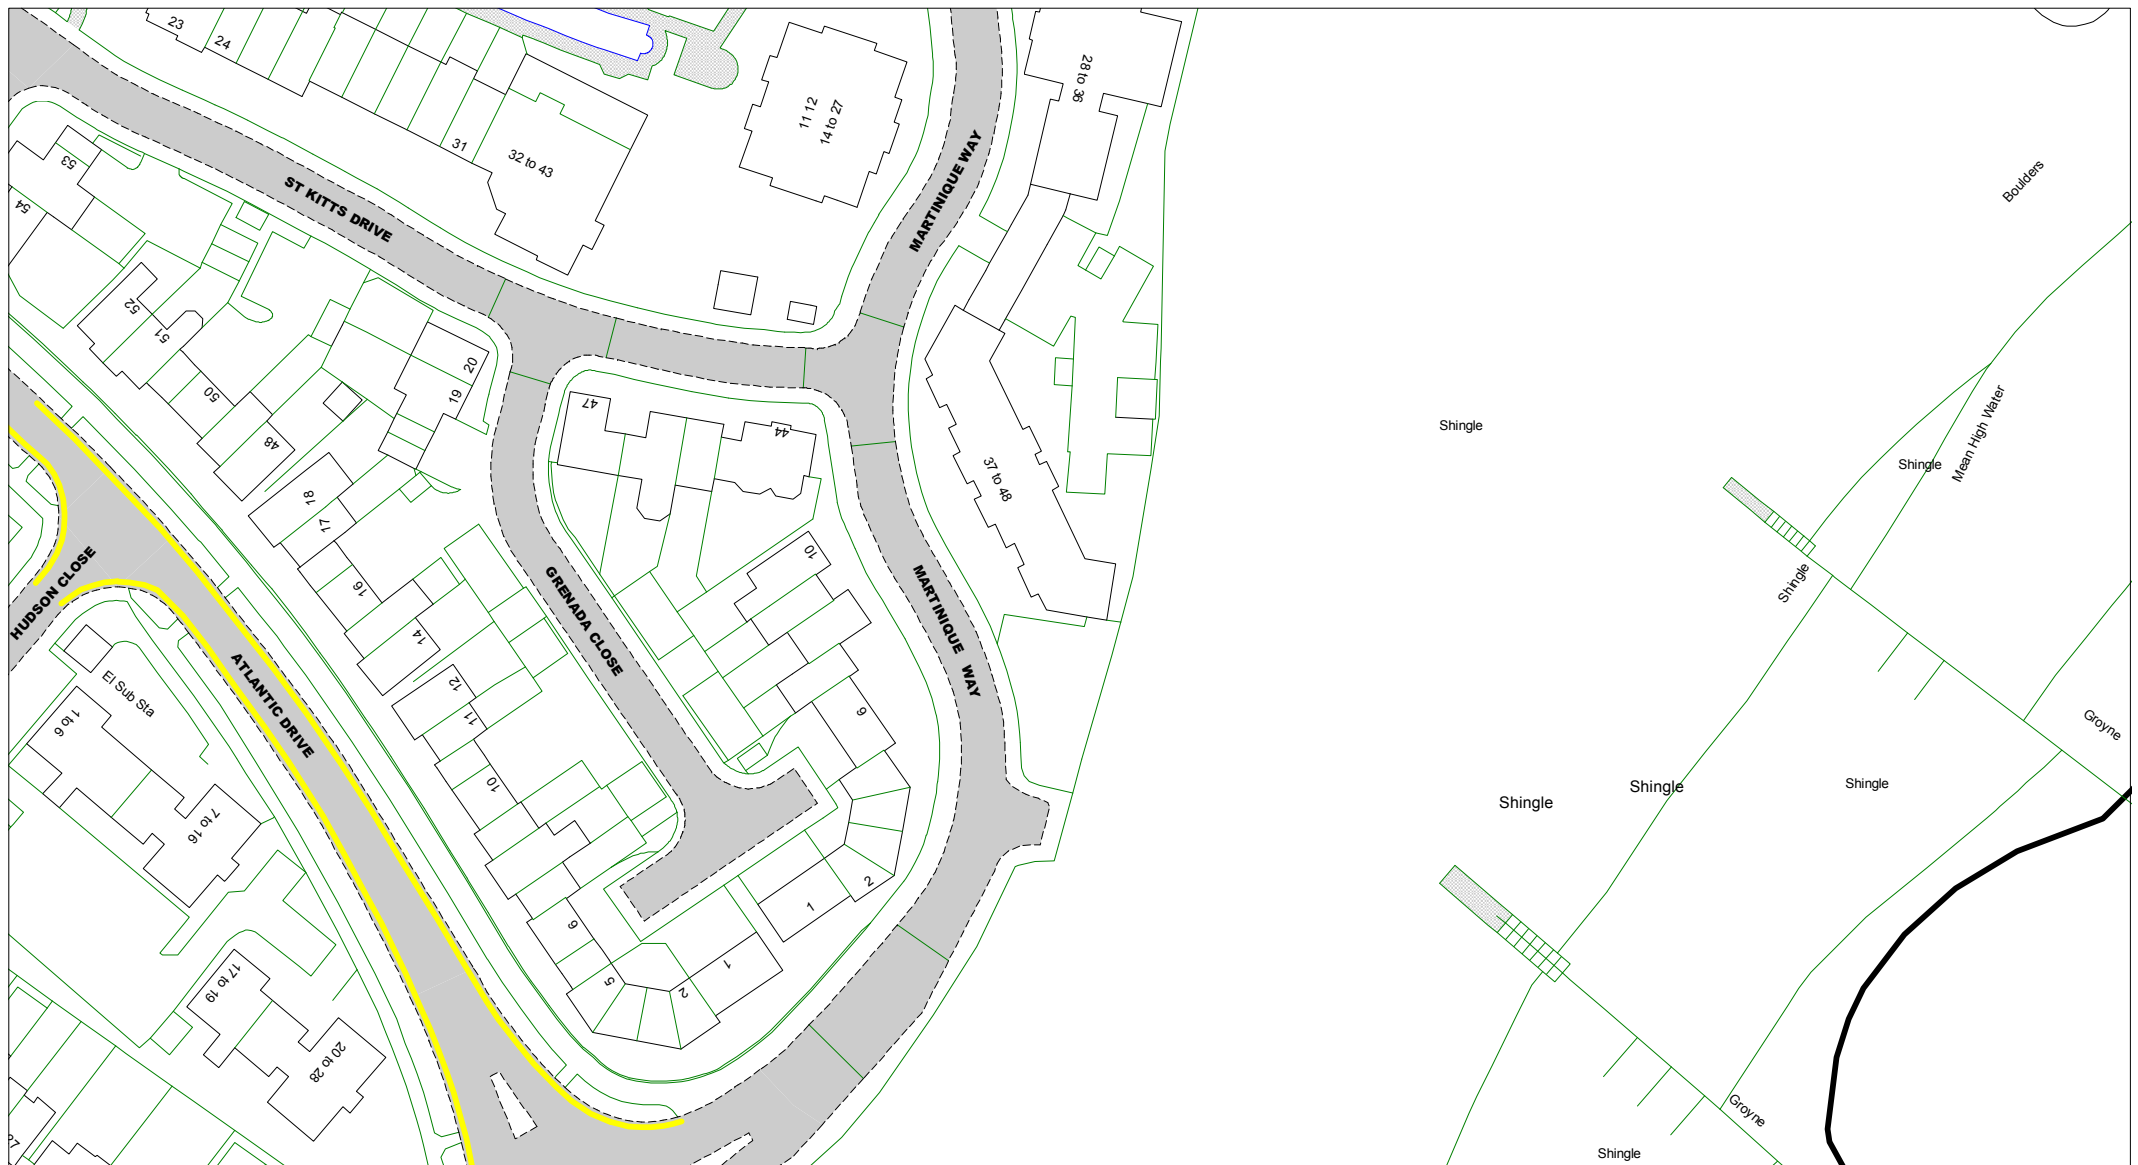 23
24
31
32 to 43
11 12
14 to 27
28 to 36
MARTINIQUE WAY
ST KITTS DRIVE
53
54
52
51
50
48
20
19
47
44
18
17
16
14
12
11
10
10
9
37 to 48
GRENADA CLOSE
MARTINIQUE WAY
HUDSON CLOSE
ATLANTIC DRIVE
El Sub Sta
1 to 6
7 to 16
17 to 19
20 to 28
6
5
2
1
1
2
Boulders
Mean High Water
Shingle
Shingle
Shingle
Groyne
Shingle
Shingle
Shingle
Groyne
Shingle